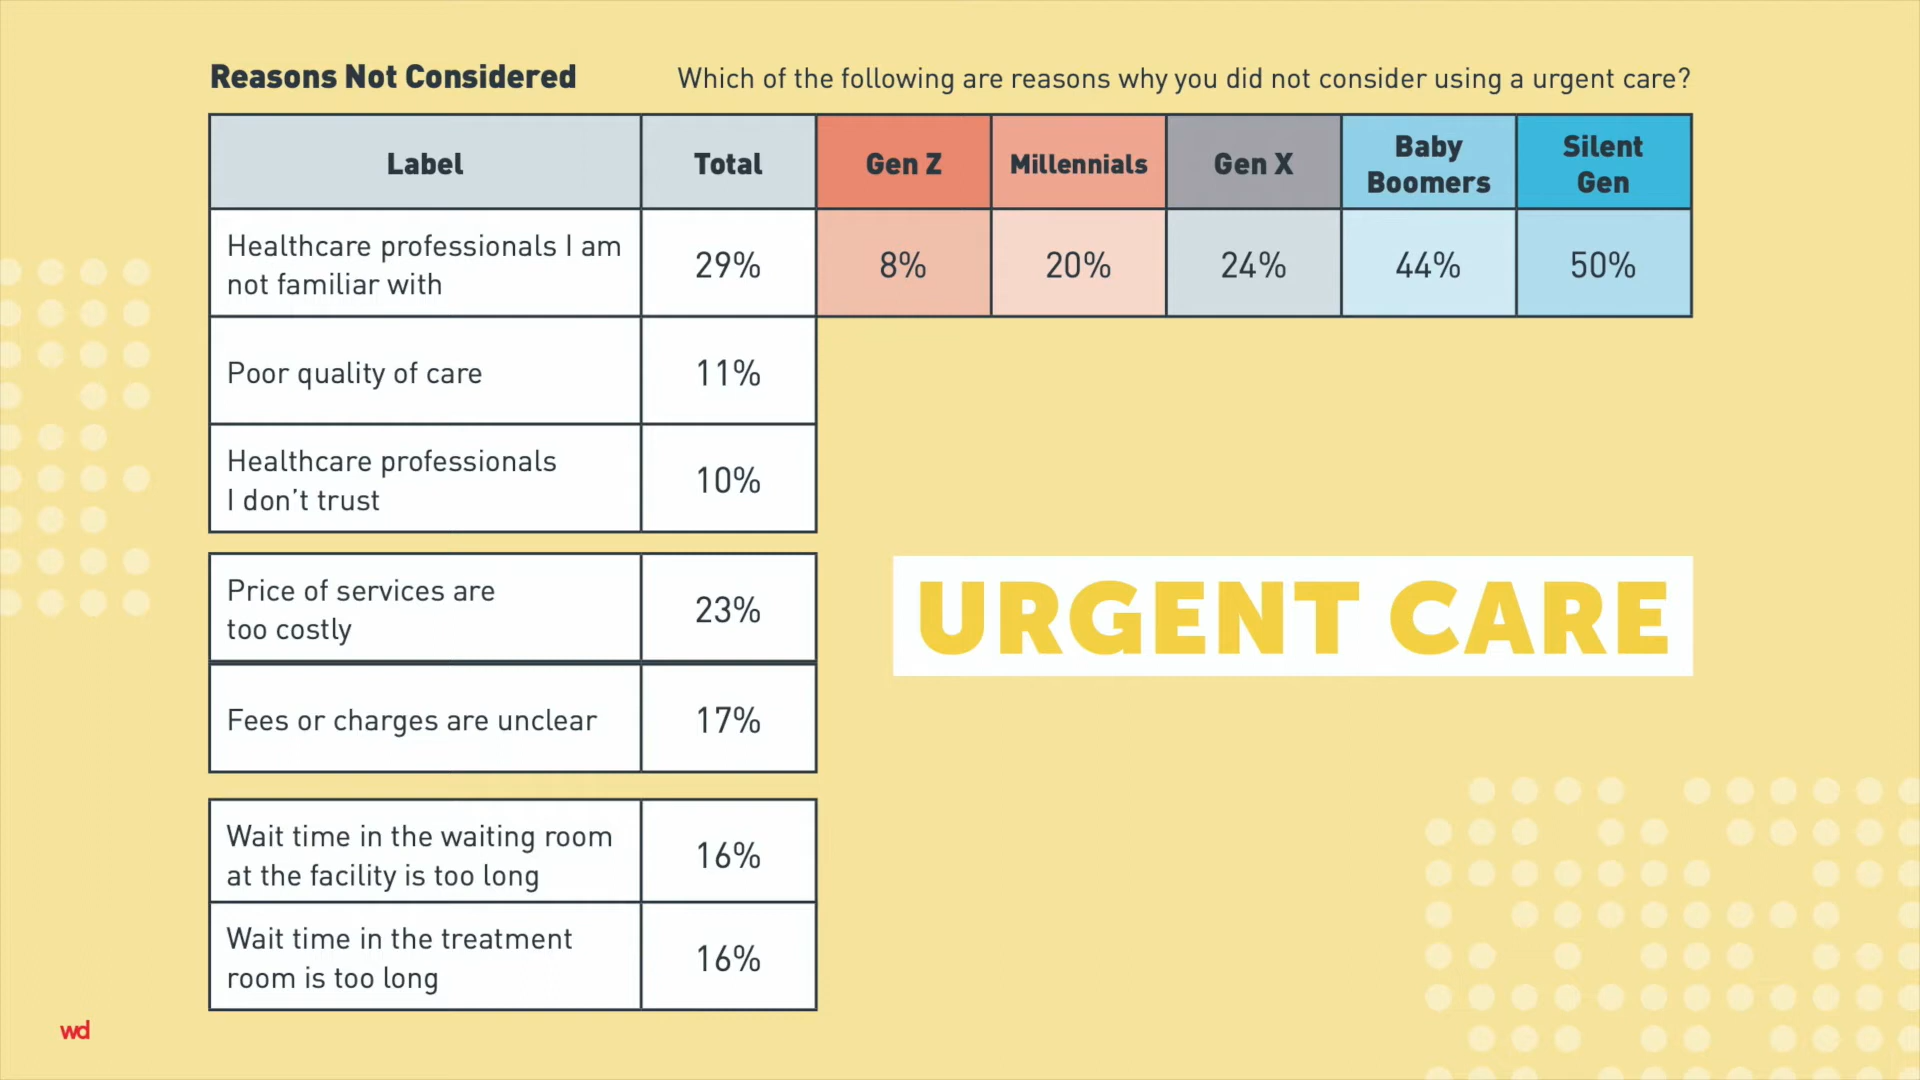 Reasons Not Considered
Which of the following are reasons why you did not consider using a urgent care?
Label
Total
Gen Z
Millennials
Gen X
Baby
Boomers
Silent
Gen
Healthcare professionals I am
not familiar with
29%
8%
20%
24%
44%
50%
Poor quality of care
11%
Healthcare professionals
I don’t trust
10%
Price of services are
too costly
23%
Fees or charges are unclear
17%
Wait time in the waiting room
at the facility is too long
16%
Wait time in the treatment
room is too long
16%
URGENT CARE
wd